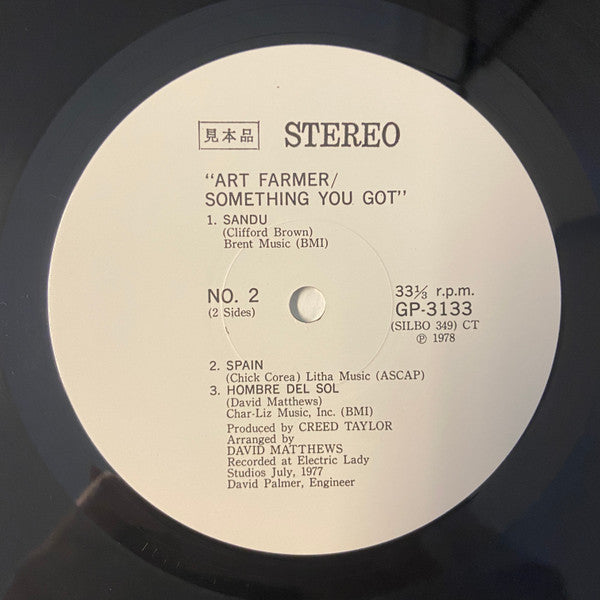 見本品 STEREO
"ART FARMER/
SOMETHING YOU GOT"
1. SANDU
(Clifford Brown)
Brent Music (BMI)
NO. 2
(2 Sides)
33⅓ r.p.m.
GP-3133
(SILBO 349) CT
Ⓟ 1978
2. SPAIN
(Chick Corea) Litha Music (ASCAP)
3. HOMBRE DEL SOL
(David Matthews)
Char-Liz Music, Inc. (BMI)
Produced by CREED TAYLOR
Arranged by
DAVID MATTHEWS
Recorded at Electric Lady
Studios July, 1977
David Palmer, Engineer